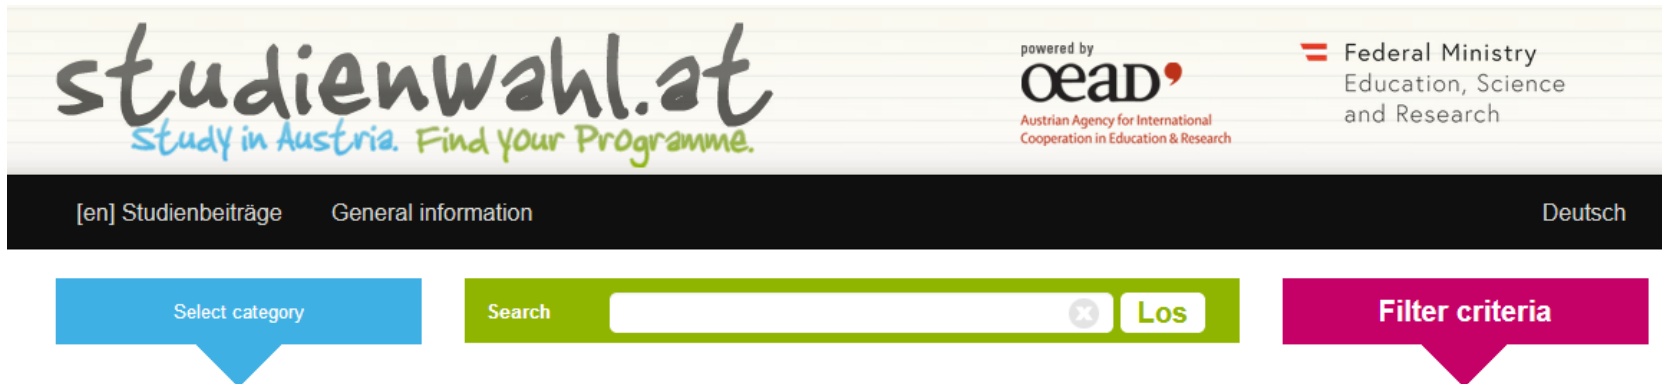 studienwahl.at
Study in Austria. Find your Programme.
powered by
OeAD'
Austrian Agency for International
Cooperation in Education & Research
Federal Ministry
Education, Science
and Research
[en] Studienbeiträge General information Deutsch
Select category
Search
Los
Filter criteria